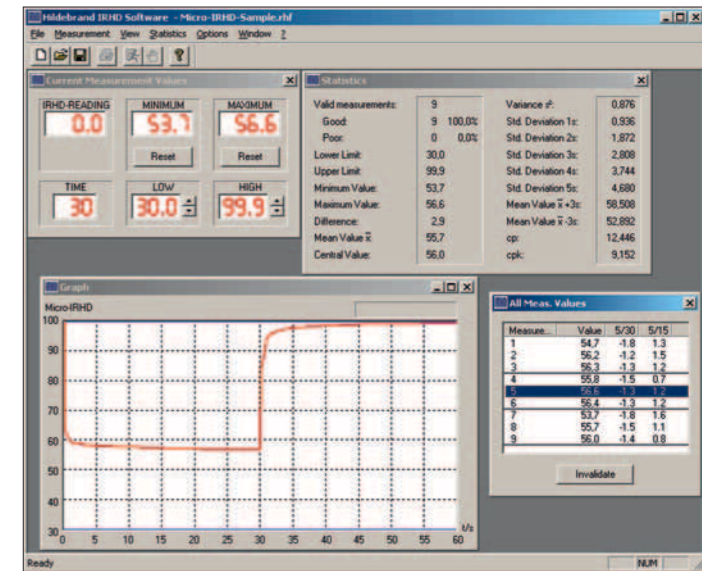 Hildebrand IRHD Software - Micro-IRHD-Sample.rhf
File Measurement View Statistics Options Window ?
Current Measurement Values
IRHD-READING MINIMUM MAXIMUM
0.0 53.7 56.6
Reset Reset
TIME LOW HIGH
30 30.0 99.9
Statistics
Valid measurements: 9 Variance s²: 0,876
Good: 9 100,0% Std. Deviation 1s: 0,936
Poor: 0 0,0% Std. Deviation 2s: 1,872
Lower Limit: 30,0 Std. Deviation 3s: 2,808
Upper Limit: 99,9 Std. Deviation 4s: 3,744
Minimum Value: 53,7 Std. Deviation 5s: 4,680
Maximum Value: 56,6 Mean Value x̅ +3s: 58,508
Difference: 2,9 Mean Value x̅ -3s: 52,892
Mean Value x̅: 55,7 cp: 12,446
Central Value: 56,0 cpk: 9,152
Graph
Micro-IRHD
100
90
80
70
60
50
40
30
0 5 10 15 20 25 30 35 40 45 50 55 60
t/s
All Meas. Values
Measure... Value 5/30 5/15
1 54,7 -1.8 1.3
2 56,2 -1.2 1.5
3 56,3 -1.3 1.2
4 55,8 -1.5 0.7
5 56,6 -1.3 1.2
6 56,4 -1.3 1.2
7 53,7 -1.8 1.6
8 55,7 -1.5 1.1
9 56,0 -1.4 0.8
Invalidate
Ready NUM